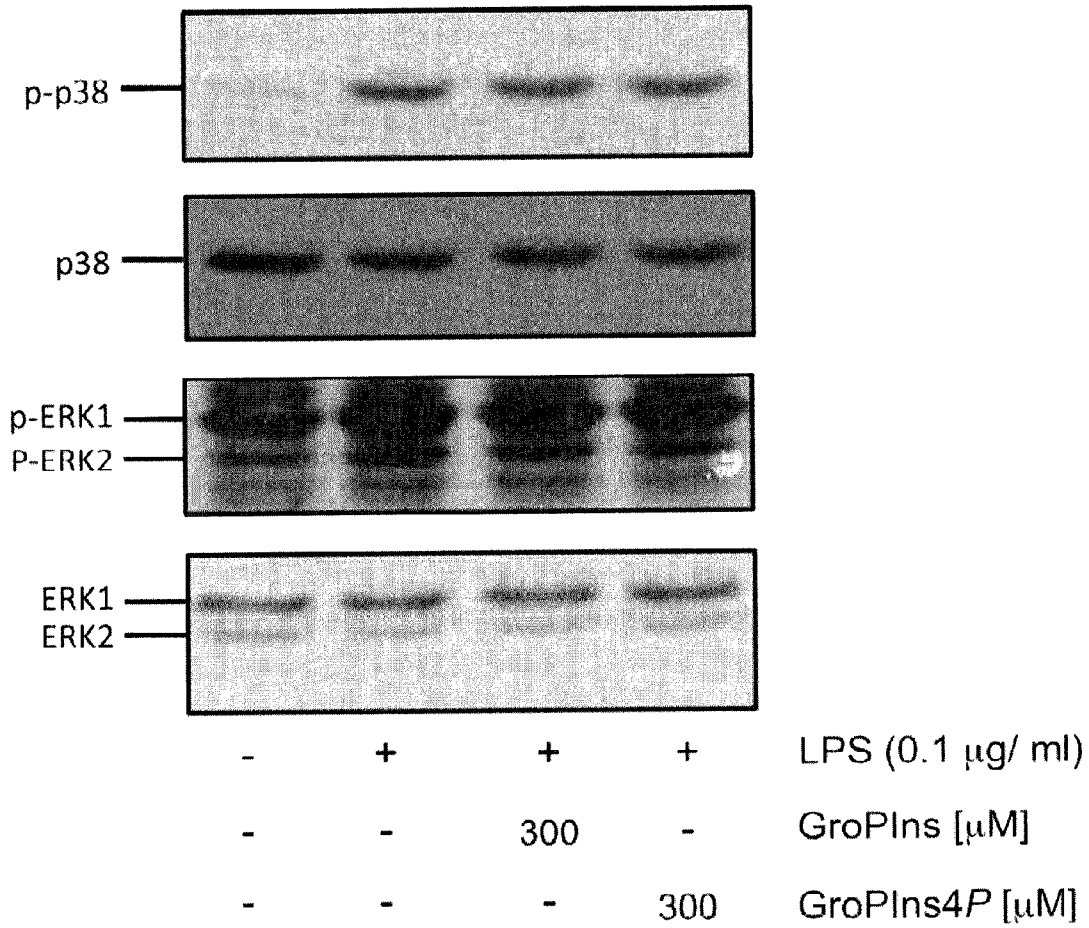 p-p38
p38
p-ERK1
P-ERK2
ERK1
ERK2
- + + + LPS (0.1 µg/ ml)
- - 300 - GroPIns [µM]
- - - 300 GroPIns4P [µM]